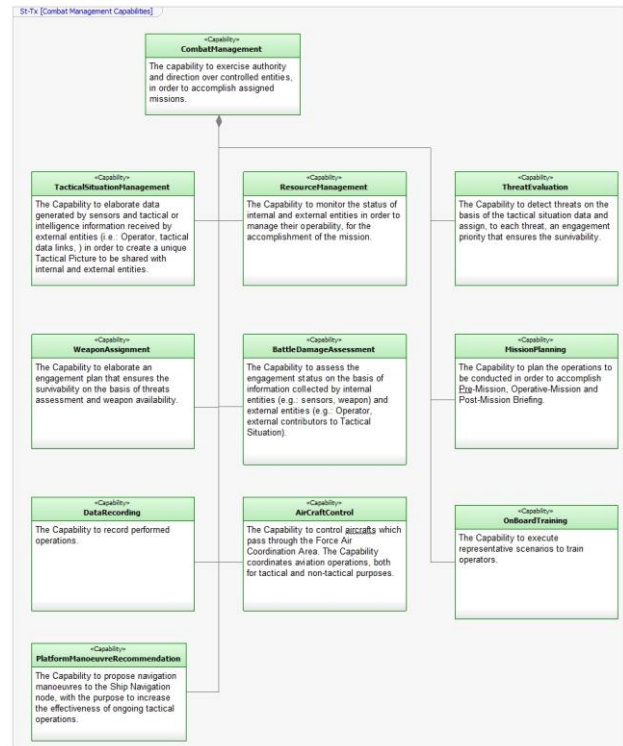 St-Tx [Combat Management Capabilities]
«Capability»
CombatManagement
The capability to exercise authority
and direction over controlled entities,
in order to accomplish assigned
missions.
«Capability»
TacticalSituationManagement
The Capability to elaborate data
generated by sensors and tactical or
intelligence information received by
external entities (i.e.: Operator, tactical
data links, ) in order to create a unique
Tactical Picture to be shared with
internal and external entities.
«Capability»
ResourceManagement
The Capability to monitor the status of
internal and external entities in order to
manage their operability, for the
accomplishment of the mission.
«Capability»
ThreatEvaluation
The Capability to detect threats on the
basis of the tactical situation data and
assign, to each threat, an engagement
priority that ensures the survivability.
«Capability»
WeaponAssignment
The Capability to elaborate an
engagement plan that ensures the
survivability on the basis of threats
assessment and weapon availability.
«Capability»
BattleDamageAssessment
The Capability to assess the
engagement status on the basis of
information collected by internal
entities (e.g.: sensors, weapon) and
external entities (e.g.: Operator,
external contributors to Tactical
Situation).
«Capability»
MissionPlanning
The Capability to plan the operations to
be conducted in order to accomplish
Pre-Mission, Operative-Mission and
Post-Mission Briefing.
«Capability»
DataRecording
The Capability to record performed
operations.
«Capability»
AirCraftControl
The Capability to control aircrafts which
pass through the Force Air
Coordination Area. The Capability
coordinates aviation operations, both
for tactical and non-tactical purposes.
«Capability»
OnBoardTraining
The Capability to execute
representative scenarios to train
operators.
«Capability»
PlatformManoeuvreRecommendation
The Capability to propose navigation
manoeuvres to the Ship Navigation
node, with the purpose to increase
the effectiveness of ongoing tactical
operations.